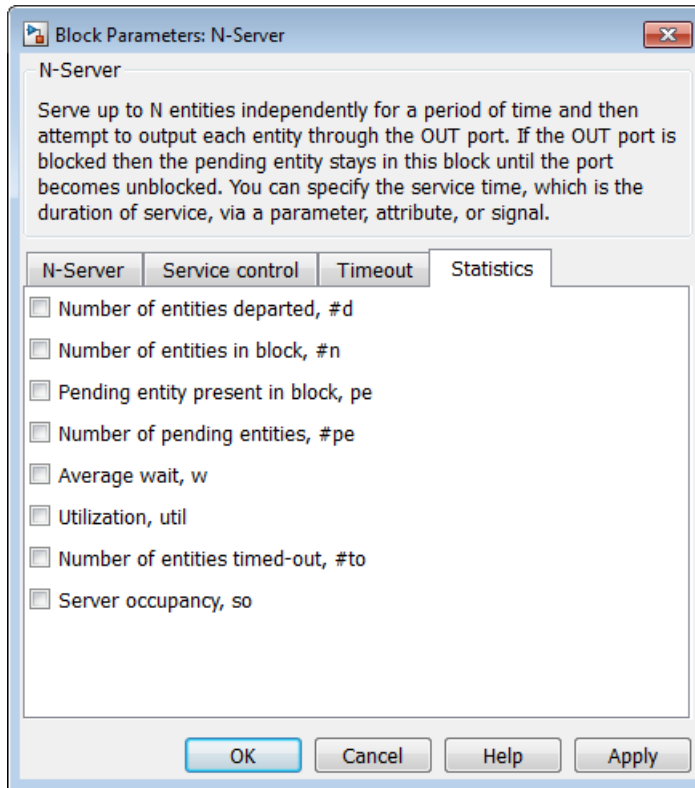 Block Parameters: N-Server
N-Server
Serve up to N entities independently for a period of time and then
attempt to output each entity through the OUT port. If the OUT port is
blocked then the pending entity stays in this block until the port
becomes unblocked. You can specify the service time, which is the
duration of service, via a parameter, attribute, or signal.
N-Server Service control Timeout Statistics
Number of entities departed, #d
Number of entities in block, #n
Pending entity present in block, pe
Number of pending entities, #pe
Average wait, w
Utilization, util
Number of entities timed-out, #to
Server occupancy, so
OK Cancel Help Apply